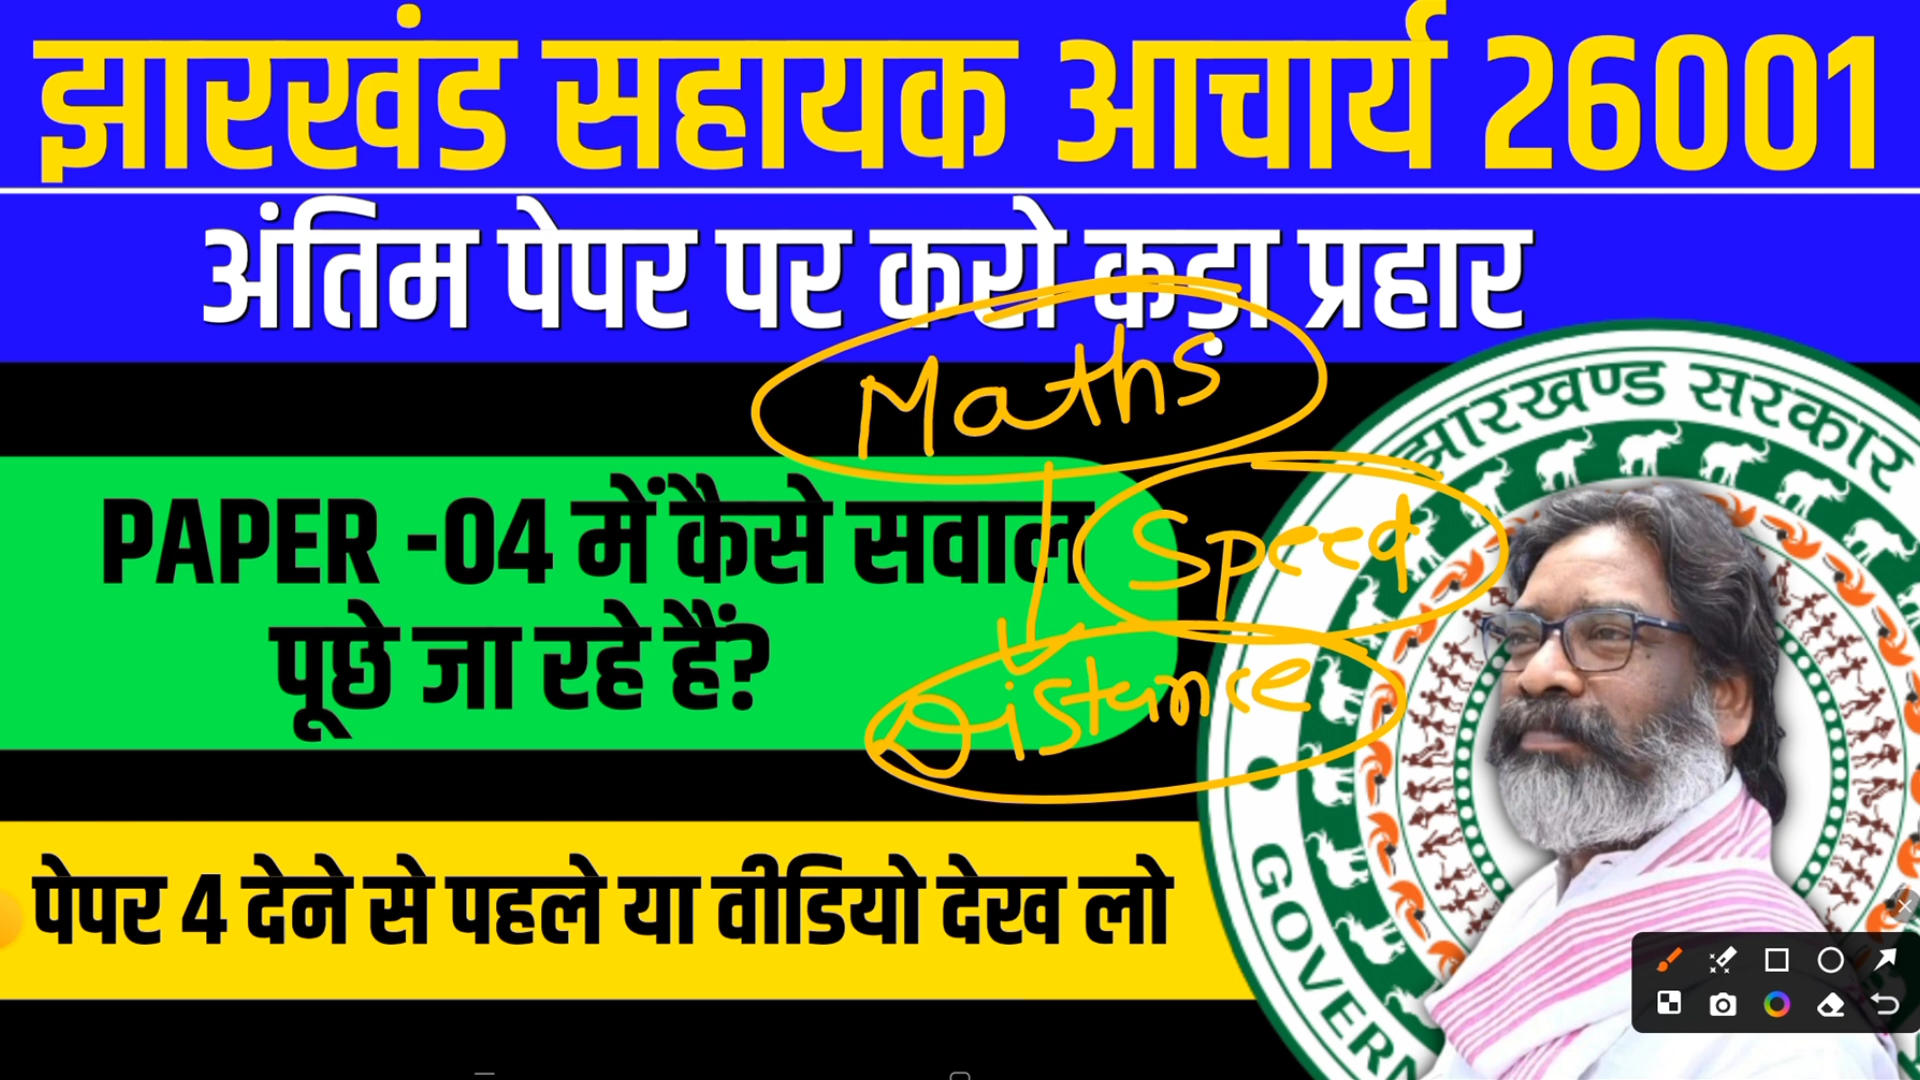 झारखंड सहायक आचार्य 26001
अंतिम पेपर पर करो कड़ा प्रहार
Maths
झारखण्ड सरकार
PAPER -04 में कैसे सवाल
Speed
पूछे जा रहे हैं?
Distance
पेपर 4 देने से पहले या वीडियो देख लो
GOVERN